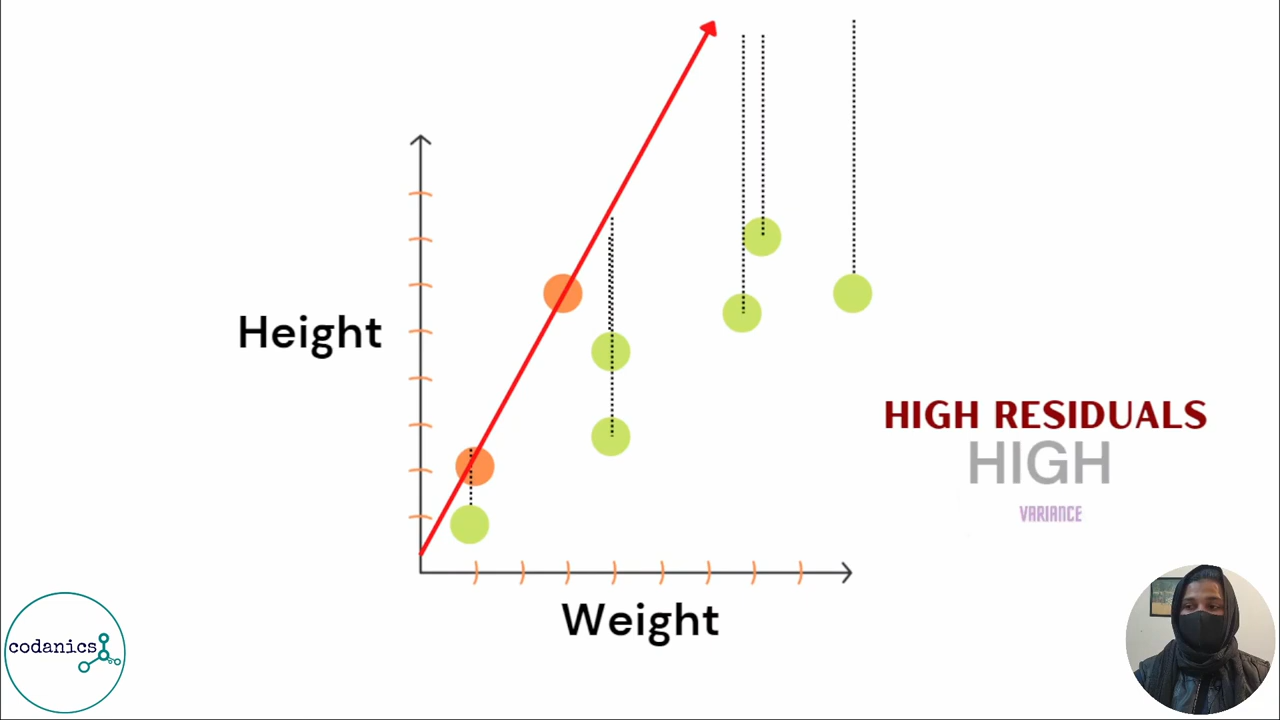 Height
HIGH RESIDUALS
HIGH
VARIANCE
Weight
codanics